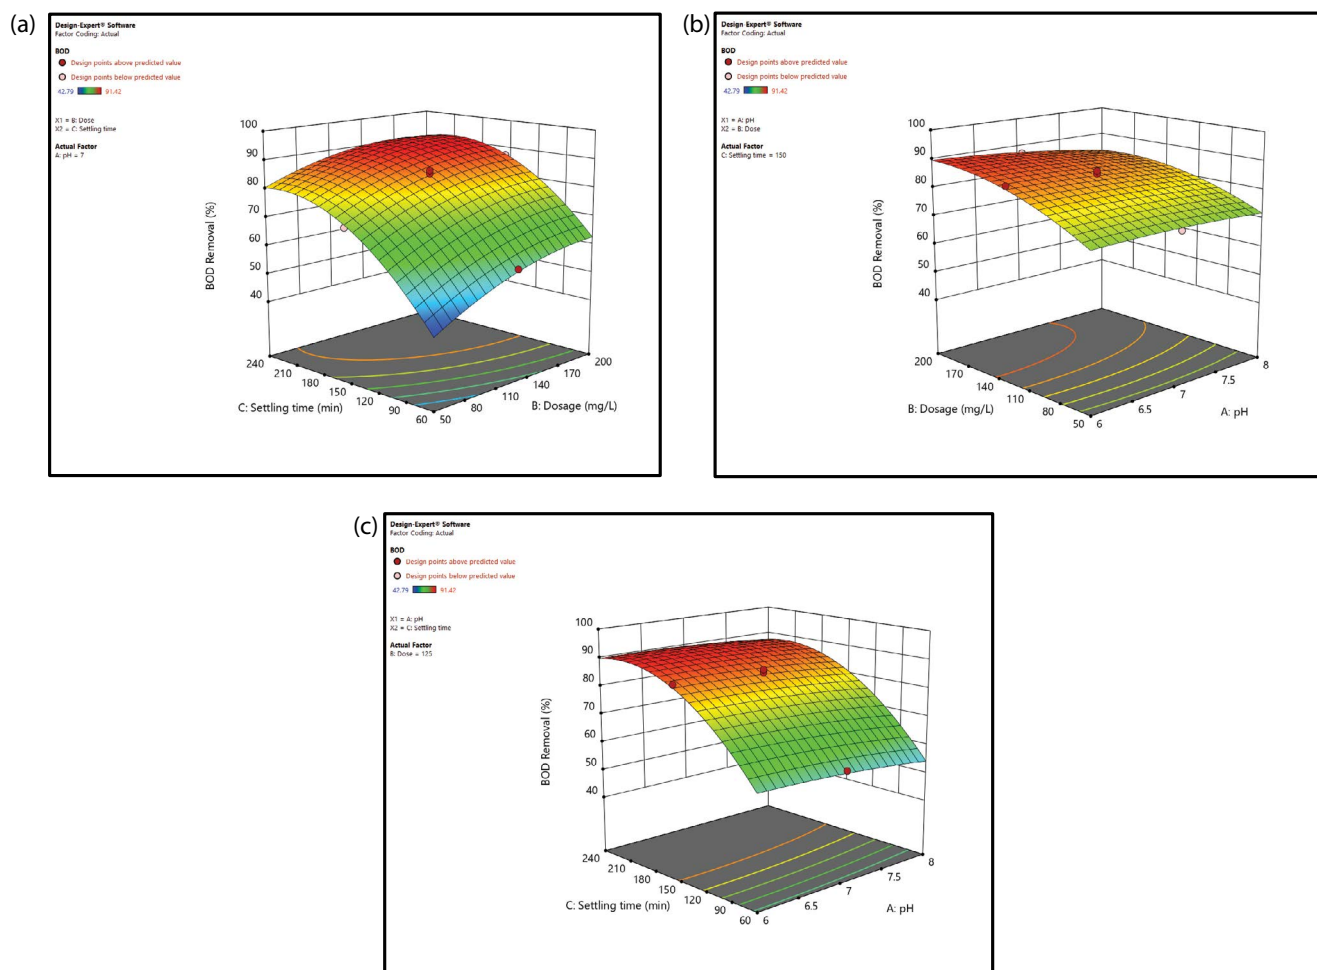 (a)
Design-Expert® Software
Factor Coding: Actual
BOD
Design points above predicted value
Design points below predicted value
42.79 91.42
X1 = B: Dose
X2 = C: Settling time
Actual Factor
A: pH = 7
100
90
80
70
60
50
40
BOD Removal (%)
240
210
180
150
120
90
60
C: Settling time (min)
50
80
110
140
170
200
B: Dosage (mg/L)
(b)
Design-Expert® Software
Factor Coding: Actual
BOD
Design points above predicted value
Design points below predicted value
42.79 91.42
X1 = A: pH
X2 = B: Dose
Actual Factor
C: Settling time = 150
100
90
80
70
60
50
40
BOD Removal (%)
200
170
140
110
80
50
B: Dosage (mg/L)
6
6.5
7
7.5
8
A: pH
(c)
Design-Expert® Software
Factor Coding: Actual
BOD
Design points above predicted value
Design points below predicted value
42.79 91.42
X1 = A: pH
X2 = C: Settling time
Actual Factor
B: Dose = 125
100
90
80
70
60
50
40
BOD Removal (%)
240
210
180
150
120
90
60
C: Settling time (min)
6
6.5
7
7.5
8
A: pH